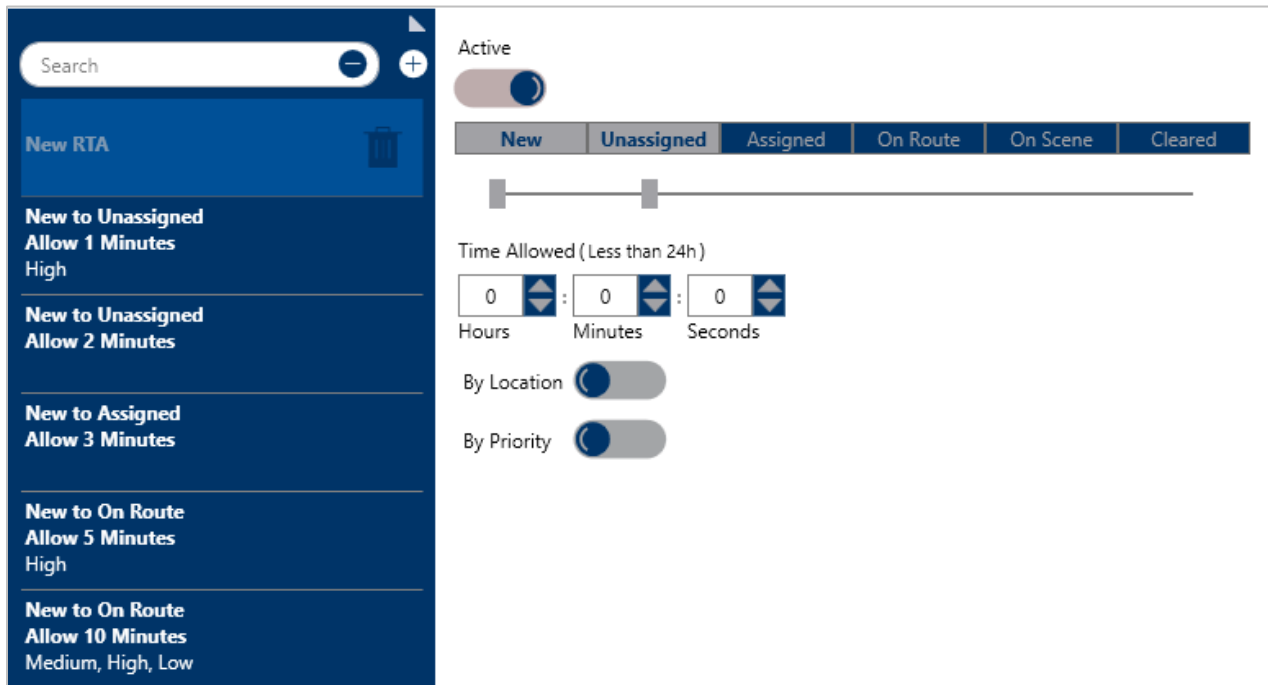 Search
New RTA
New to Unassigned
Allow 1 Minutes
High
New to Unassigned
Allow 2 Minutes
New to Assigned
Allow 3 Minutes
New to On Route
Allow 5 Minutes
High
New to On Route
Allow 10 Minutes
Medium, High, Low
Active
New Unassigned Assigned On Route On Scene Cleared
Time Allowed (Less than 24h)
0 : 0 : 0
Hours Minutes Seconds
By Location
By Priority